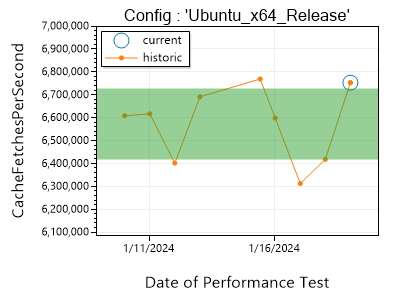 Config : 'Ubuntu_x64_Release'
CacheFetchesPerSecond
7,000,000
6,900,000
6,800,000
6,700,000
6,600,000
6,500,000
6,400,000
6,300,000
6,200,000
6,100,000
current
historic
1/11/2024
1/16/2024
Date of Performance Test